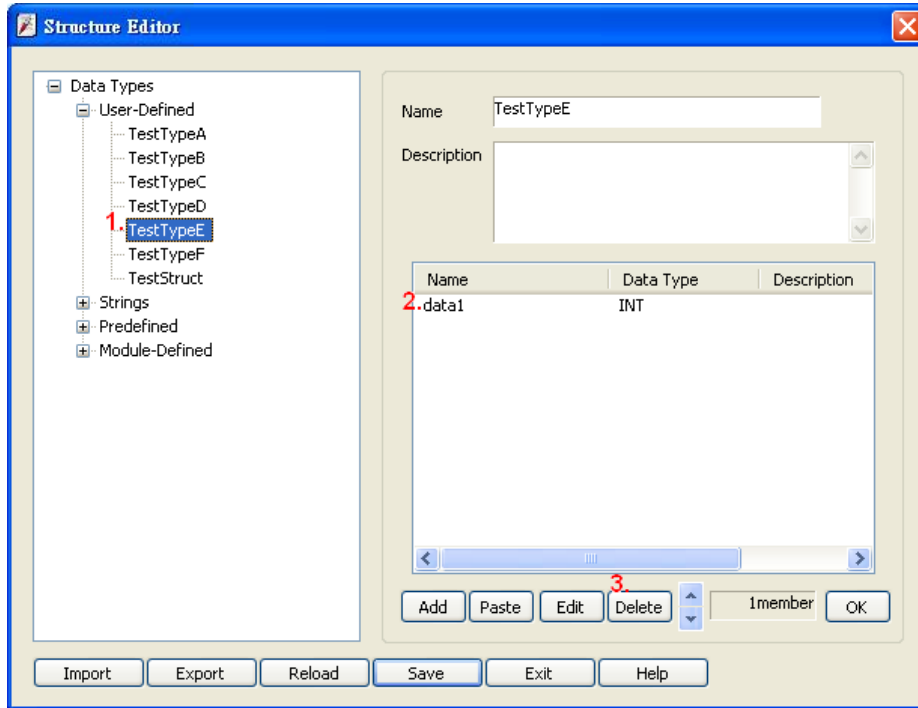 Structure Editor
Data Types
User-Defined
TestTypeA
TestTypeB
TestTypeC
TestTypeD
1. TestTypeE
TestTypeF
TestStruct
Strings
Predefined
Module-Defined
Name TestTypeE
Description
Name Data Type Description
2. data1 INT
3.
Add Paste Edit Delete 1member OK
Import Export Reload Save Exit Help